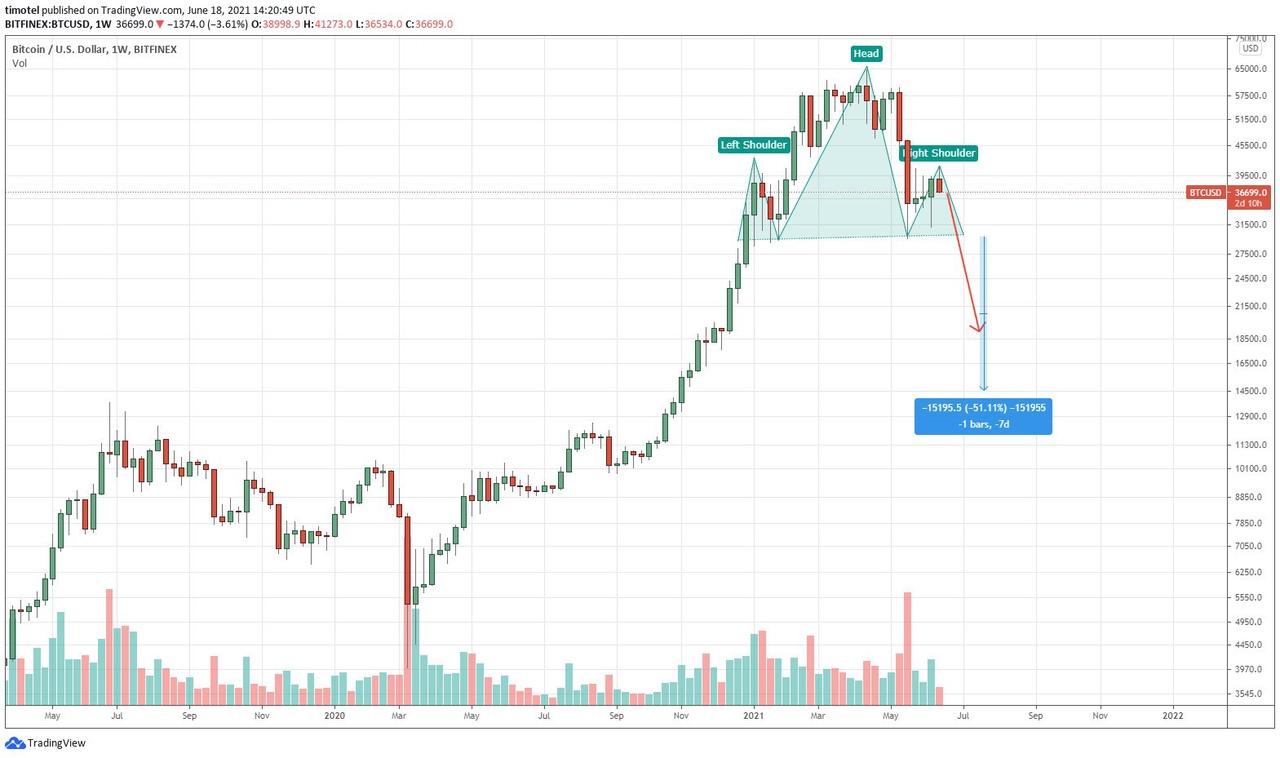 timotel published on TradingView.com, June 18, 2021 14:20:49 UTC
BITFINEX:BTCUSD, 1W 36699.0 ▼ −1374.0 (−3.61%) O:38998.9 H:41273.0 L:36534.0 C:36699.0
Bitcoin / U.S. Dollar, 1W, BITFINEX
Vol
Head
Left Shoulder
Right Shoulder
75000.0
USD
65000.0
57500.0
51500.0
45500.0
39500.0
BTCUSD 36699.0
2d 10h
31500.0
27500.0
24500.0
21500.0
18500.0
16500.0
14500.0
12900.0
11300.0
10100.0
8850.0
7850.0
7050.0
6250.0
5550.0
4950.0
4450.0
3970.0
3545.0
−15195.5 (−51.11%) −151955
-1 bars, -7d
May Jul Sep Nov 2020 Mar May Jul Sep Nov 2021 Mar May Jul Sep Nov 2022
TradingView